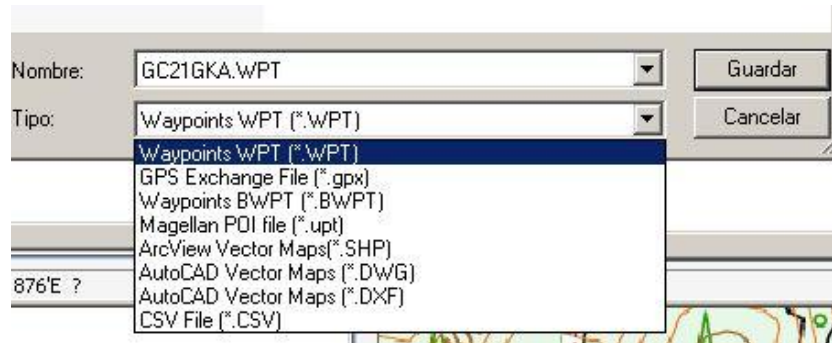 Nombre: GC21GKA.WPT Guardar
Tipo: Waypoints WPT (*.WPT) Cancelar
Waypoints WPT (*.WPT)
GPS Exchange File (*.gpx)
Waypoints BWPT (*.BWPT)
Magellan POI file (*.upt)
ArcView Vector Maps(*.SHP)
AutoCAD Vector Maps (*.DWG)
876'E ?
AutoCAD Vector Maps (*.DXF)
CSV File (*.CSV)